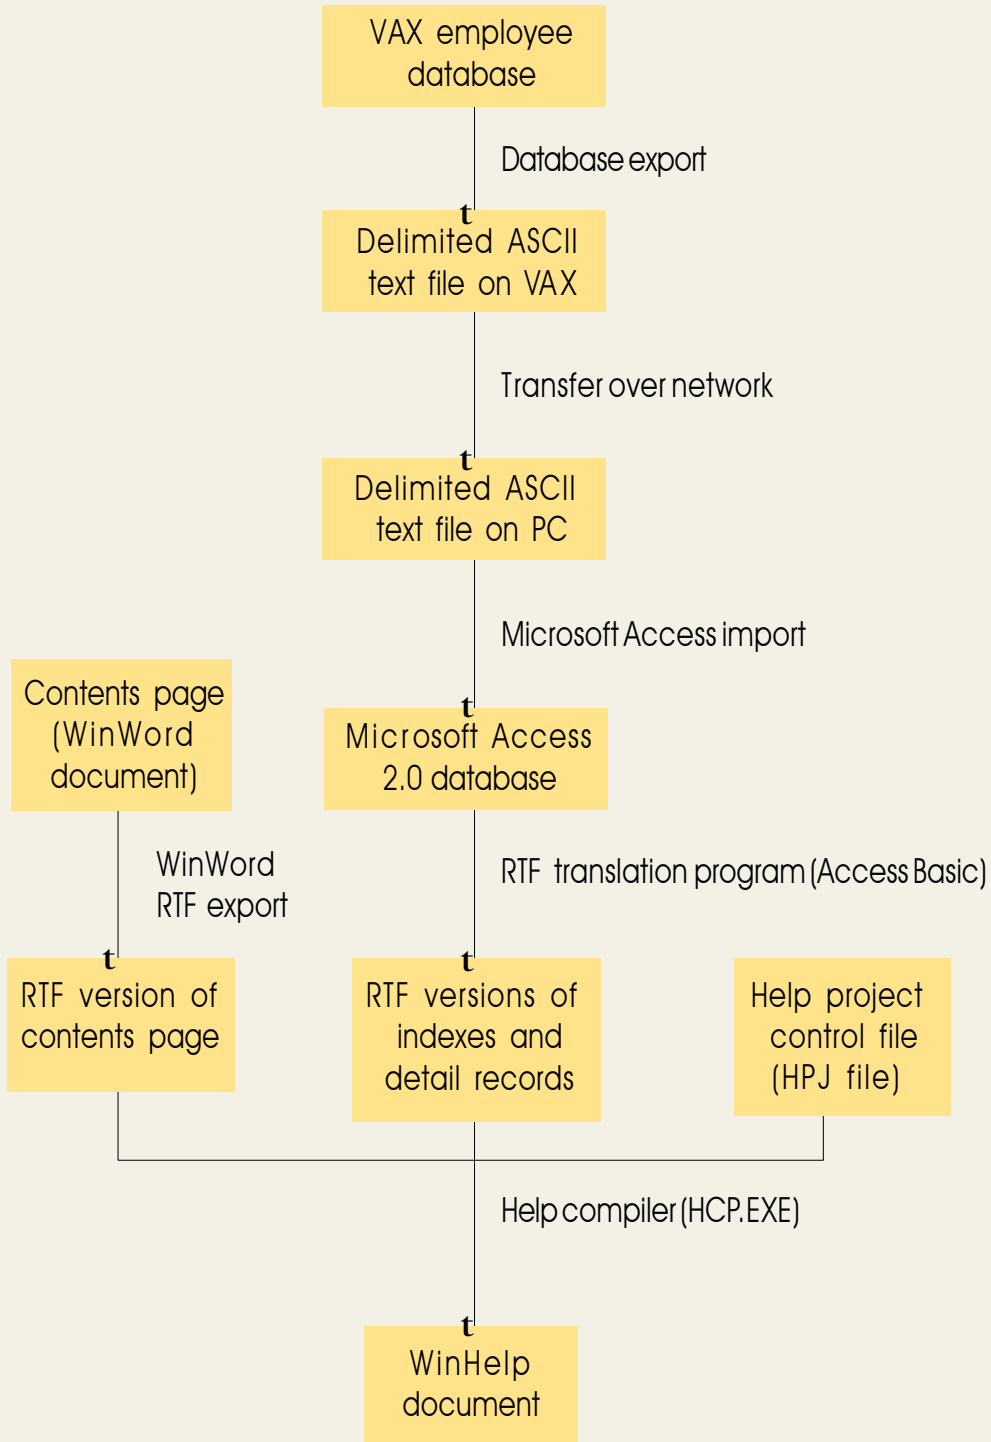 VAX employee
database
Database export
t
Delimited ASCII
text file on VAX
Transfer over network
t
Delimited ASCII
text file on PC
Microsoft Access import
Contents page
(WinWord
document)
t
Microsoft Access
2.0 database
WinWord
RTF export
RTF translation program (Access Basic)
t
RTF version of
contents page
t
RTF versions of
indexes and
detail records
Help project
control file
(HPJ file)
Help compiler (HCP.EXE)
t
WinHelp
document